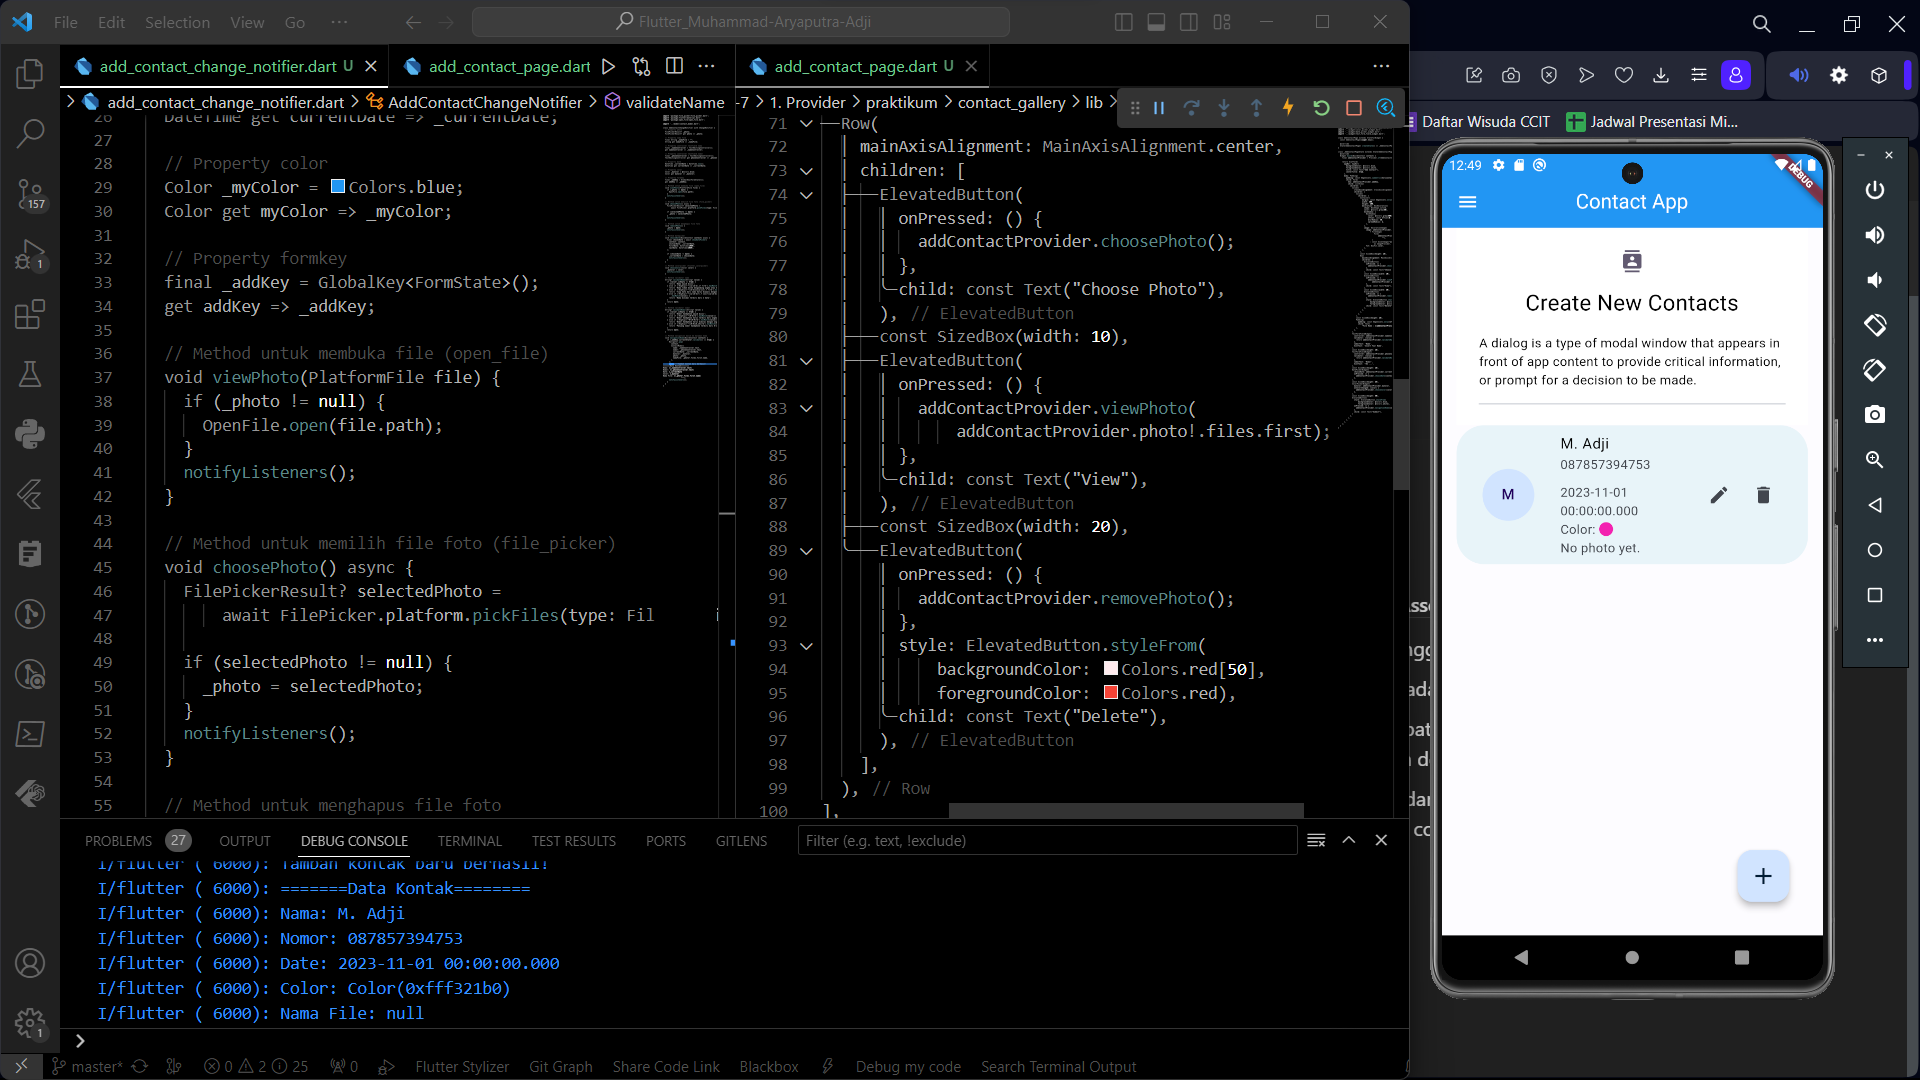 File Edit Selection View Go ··· Flutter_Muhammad-Aryaputra-Adji
add_contact_change_notifier.dart U
add_contact_page.dart
add_contact_page.dart U
add_contact_change_notifier.dart > AddContactChangeNotifier > validateName
-7 > 1. Provider > praktikum > contact_gallery > lib >
26 DateTime get currentDate => _currentDate;
27
28 // Property color
29 Color _myColor = Colors.blue;
30 Color get myColor => _myColor;
31
32 // Property formkey
33 final _addKey = GlobalKey<FormState>();
34 get addKey => _addKey;
35
36 // Method untuk membuka file (open_file)
37 void viewPhoto(PlatformFile file) {
38 if (_photo != null) {
39 OpenFile.open(file.path);
40 }
41 notifyListeners();
42 }
43
44 // Method untuk memilih file foto (file_picker)
45 void choosePhoto() async {
46 FilePickerResult? selectedPhoto =
47 await FilePicker.platform.pickFiles(type: Fil
48
49 if (selectedPhoto != null) {
50 _photo = selectedPhoto;
51 }
52 notifyListeners();
53 }
54
55 // Method untuk menghapus file foto
71 Row(
72 mainAxisAlignment: MainAxisAlignment.center,
73 children: [
74 ElevatedButton(
75 onPressed: () {
76 addContactProvider.choosePhoto();
77 },
78 child: const Text("Choose Photo"),
79 ), // ElevatedButton
80 const SizedBox(width: 10),
81 ElevatedButton(
82 onPressed: () {
83 addContactProvider.viewPhoto(
84 addContactProvider.photo!.files.first);
85 },
86 child: const Text("View"),
87 ), // ElevatedButton
88 const SizedBox(width: 20),
89 ElevatedButton(
90 onPressed: () {
91 addContactProvider.removePhoto();
92 },
93 style: ElevatedButton.styleFrom(
94 backgroundColor: Colors.red[50],
95 foregroundColor: Colors.red),
96 child: const Text("Delete"),
97 ), // ElevatedButton
98 ],
99 ), // Row
100 ],
157
1
1
PROBLEMS 27 OUTPUT DEBUG CONSOLE TERMINAL TEST RESULTS PORTS GITLENS Filter (e.g. text, !exclude)
I/flutter ( 6000): Tambah kontak baru berhasil!
I/flutter ( 6000): =======Data Kontak========
I/flutter ( 6000): Nama: M. Adji
I/flutter ( 6000): Nomor: 087857394753
I/flutter ( 6000): Date: 2023-11-01 00:00:00.000
I/flutter ( 6000): Color: Color(0xfff321b0)
I/flutter ( 6000): Nama File: null
>
master* 0 2 25 0 Flutter Stylizer Git Graph Share Code Link Blackbox Debug my code Search Terminal Output
Daftar Wisuda CCIT Jadwal Presentasi Mi...
12:49
DEBUG
Contact App
Create New Contacts
A dialog is a type of modal window that appears in
front of app content to provide critical information,
or prompt for a decision to be made.
M
M. Adji
087857394753
2023-11-01
00:00:00.000
Color:
No photo yet.
+